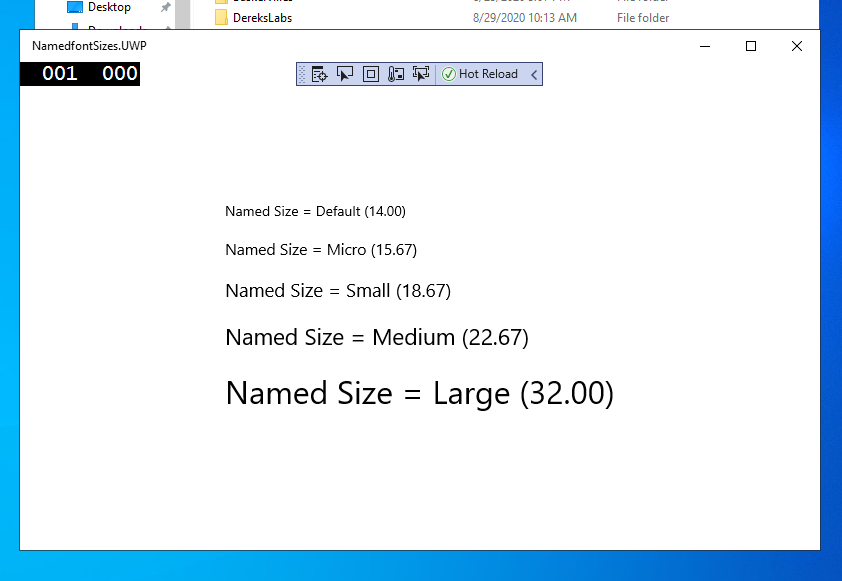 Desktop
DereksLabs 8/29/2020 10:13 AM File folder
NamedfontSizes.UWP
001 000
Hot Reload
Named Size = Default (14.00)
Named Size = Micro (15.67)
Named Size = Small (18.67)
Named Size = Medium (22.67)
Named Size = Large (32.00)